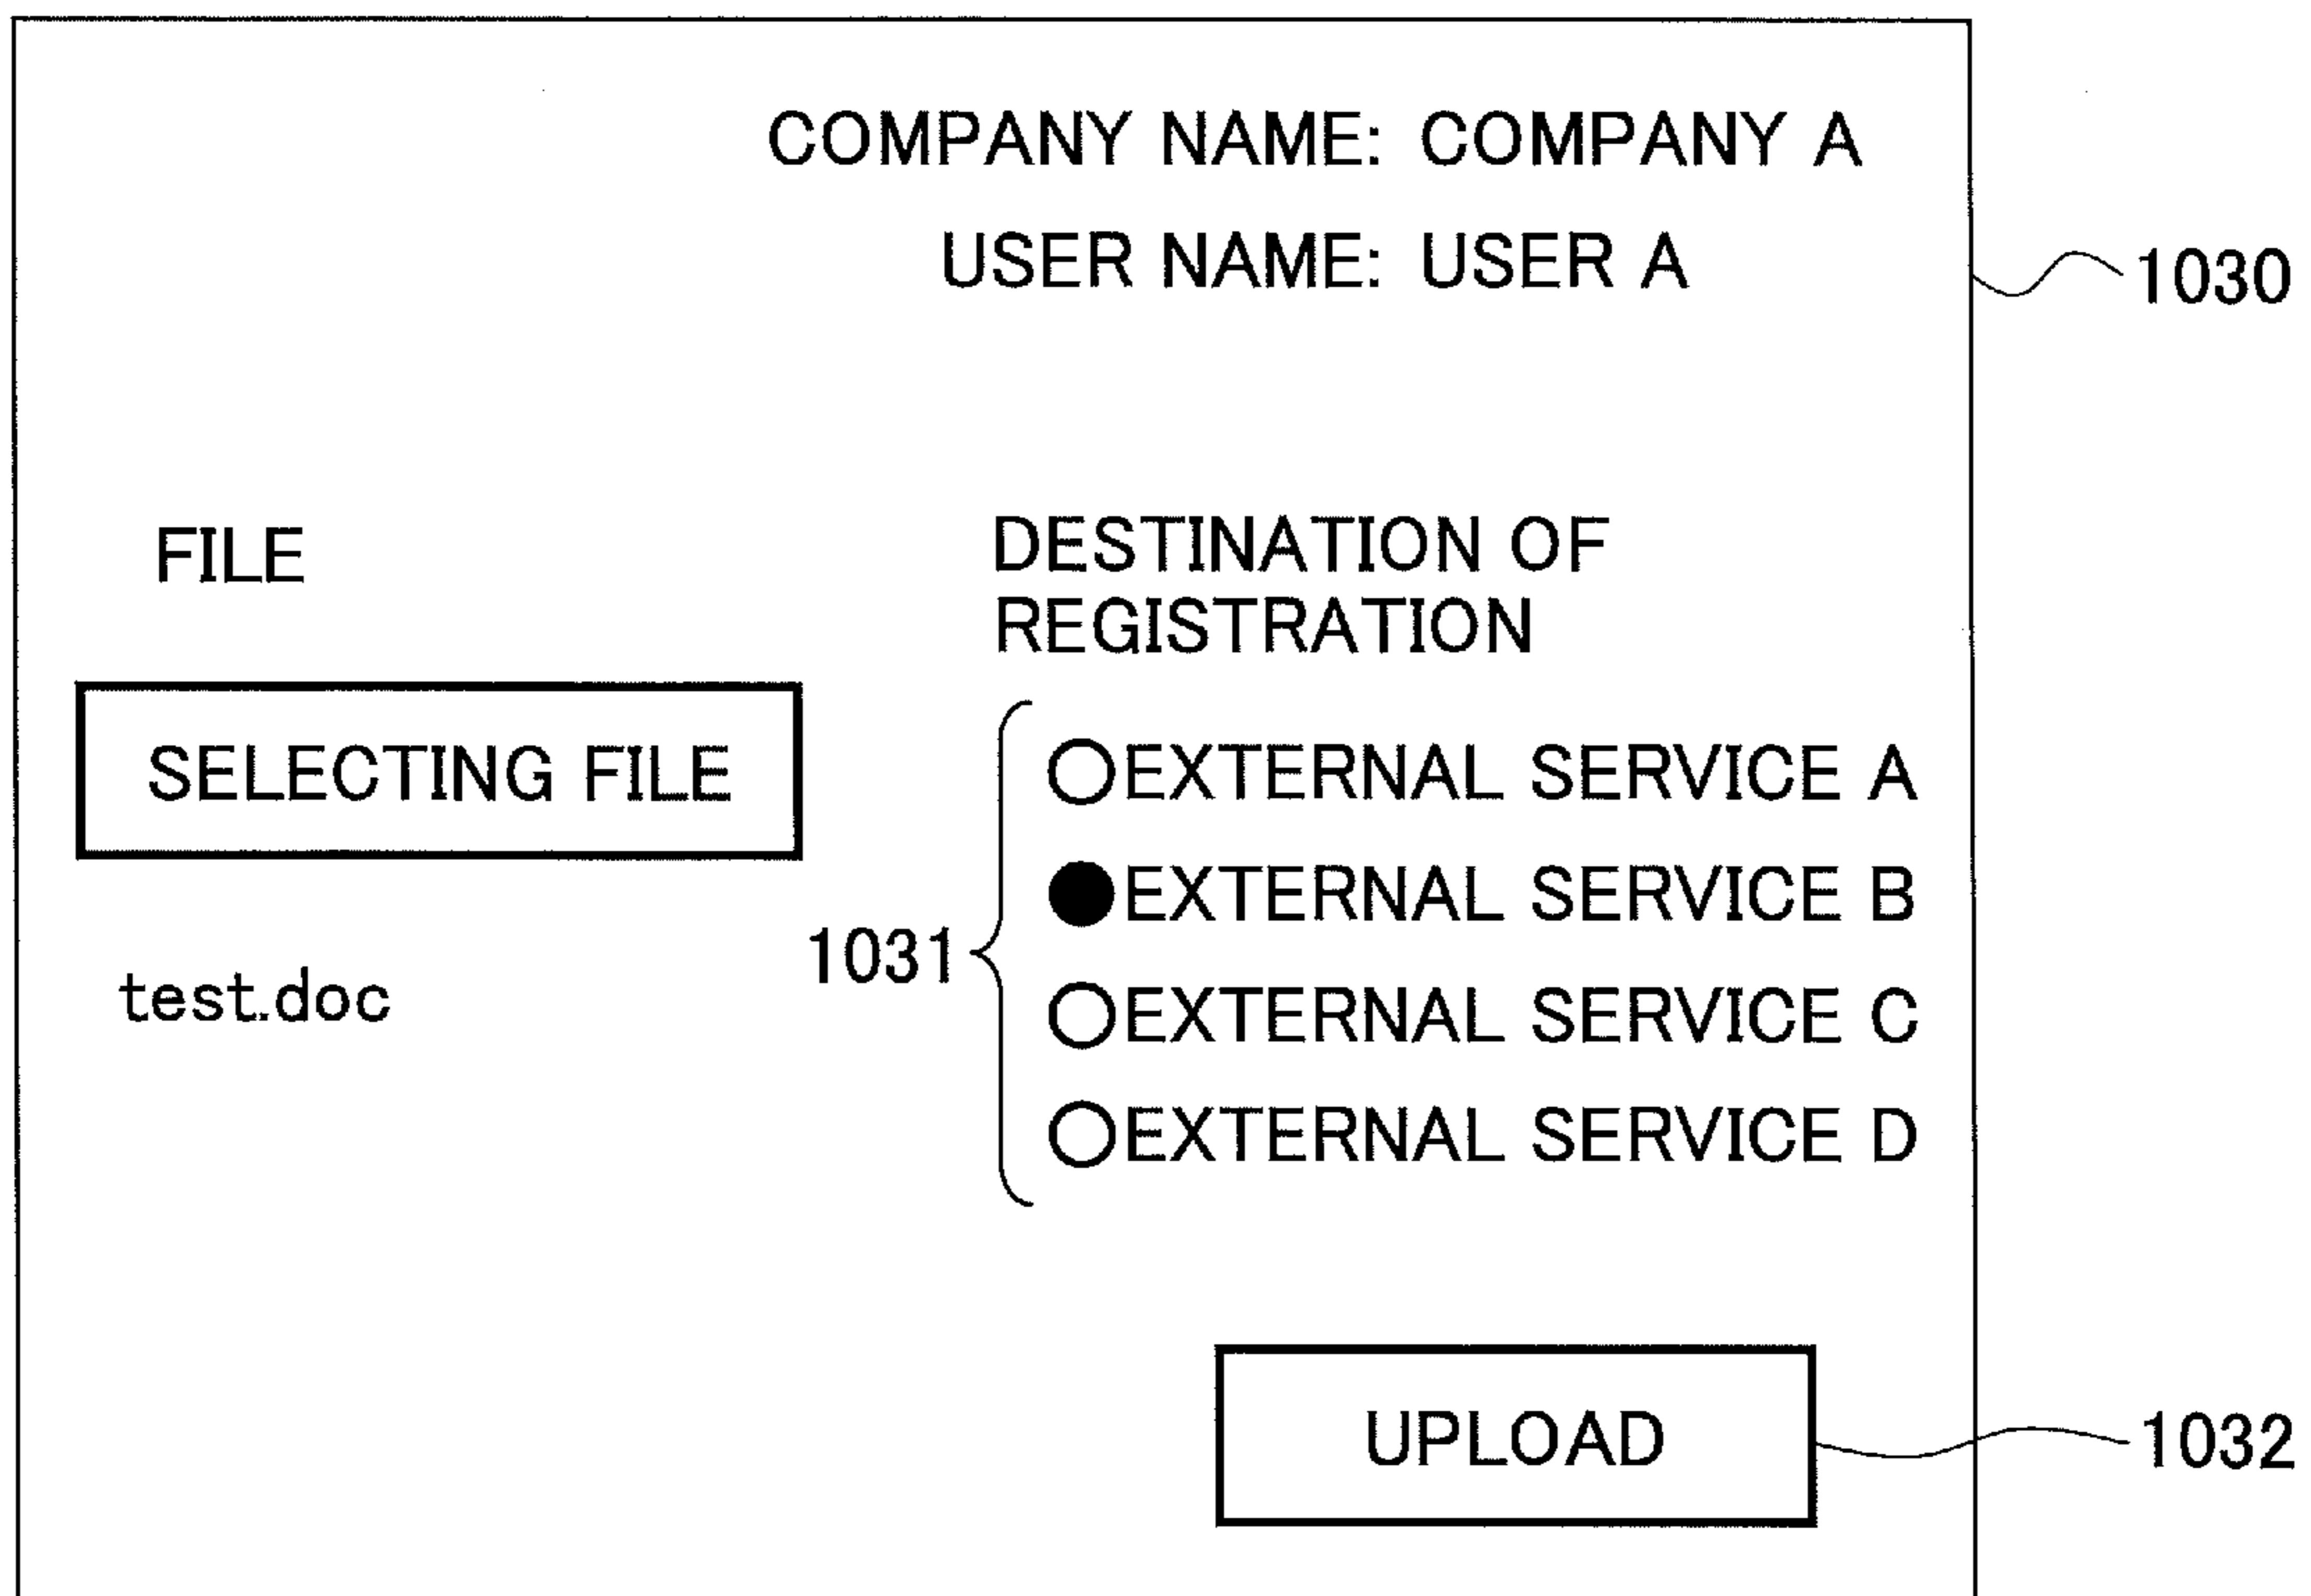 COMPANY NAME: COMPANY A
USER NAME: USER A
1030
FILE
DESTINATION OF
REGISTRATION
SELECTING FILE
test.doc
1031
EXTERNAL SERVICE A
EXTERNAL SERVICE B
EXTERNAL SERVICE C
EXTERNAL SERVICE D
UPLOAD
1032